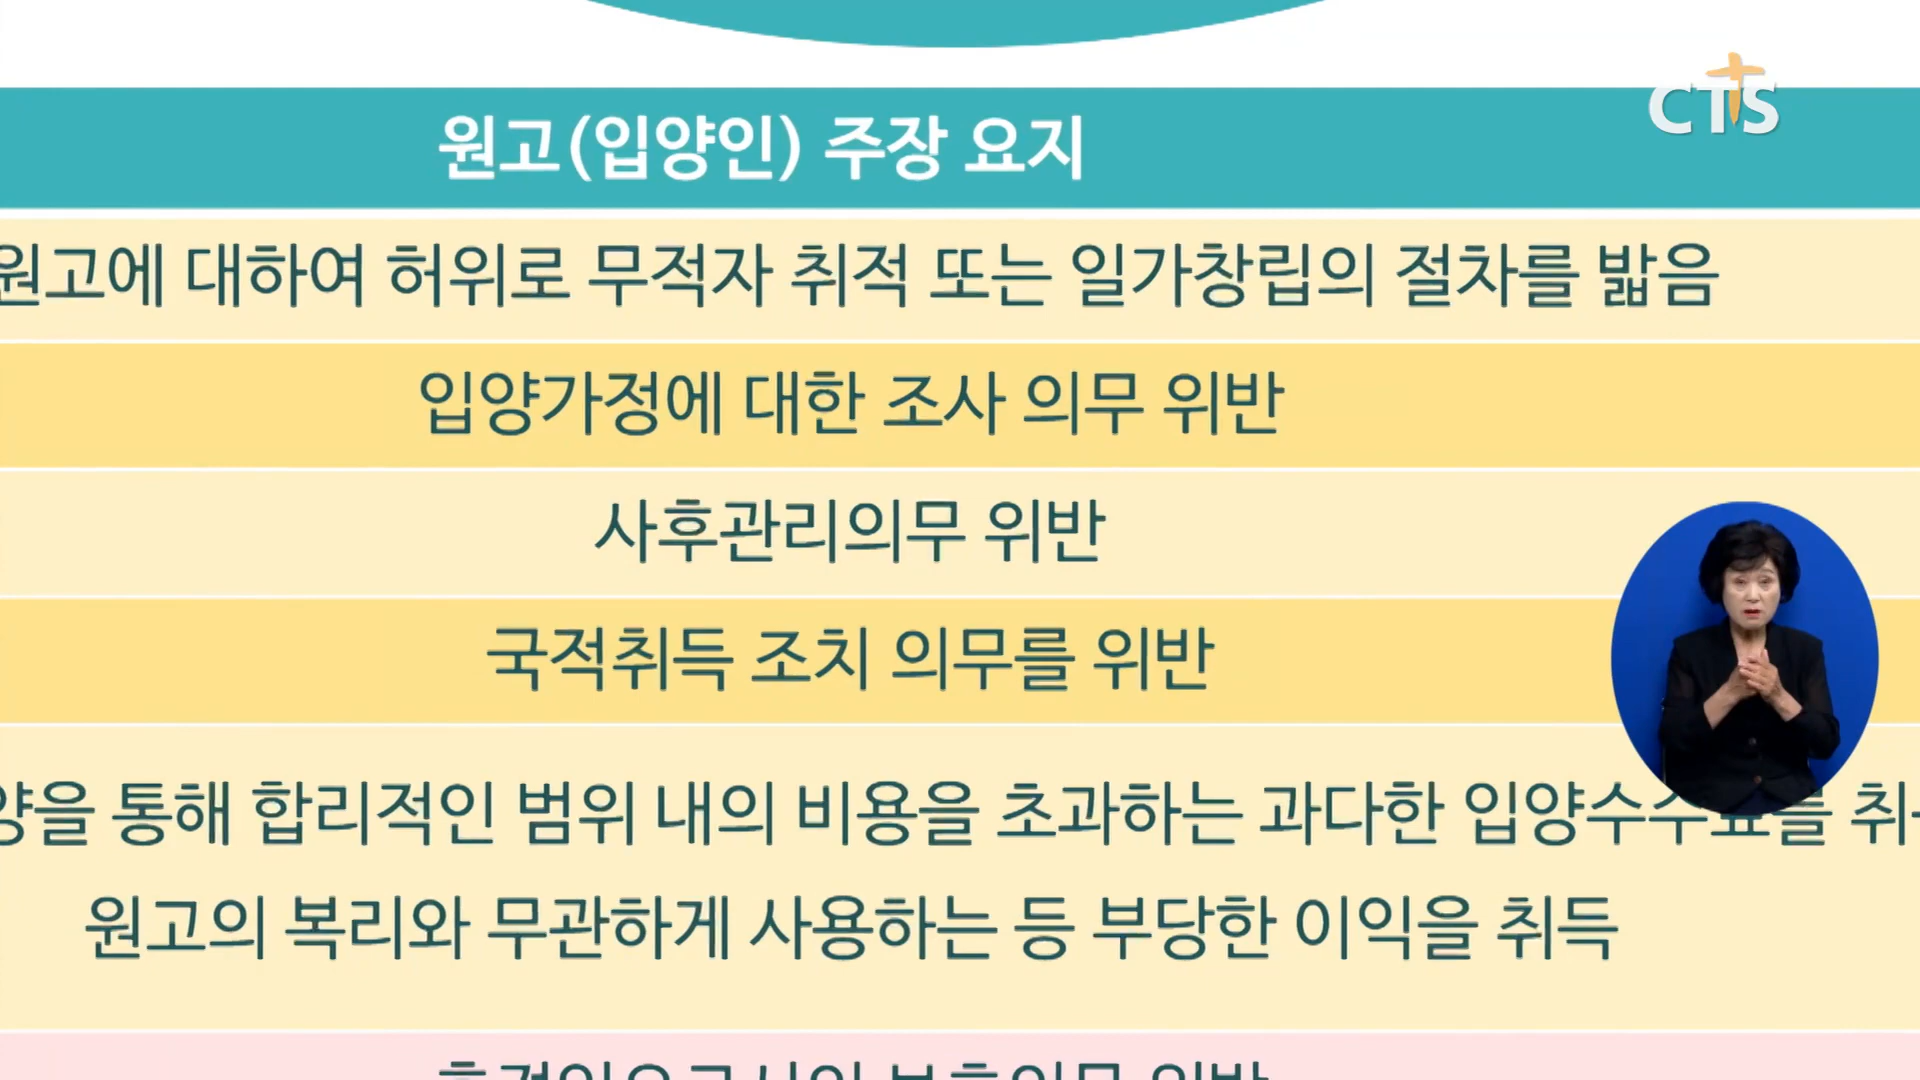 CTS
원고(입양인) 주장 요지
원고에 대하여 허위로 무적자 취적 또는 일가창립의 절차를 밟음
입양가정에 대한 조사 의무 위반
사후관리의무 위반
국적취득 조치 의무를 위반
통해 합리적인 범위 내의 비용을 초과하는 과다한 입양수수료를
원고의 복리와 무관하게 사용하는 등 부당한 이익을 취득